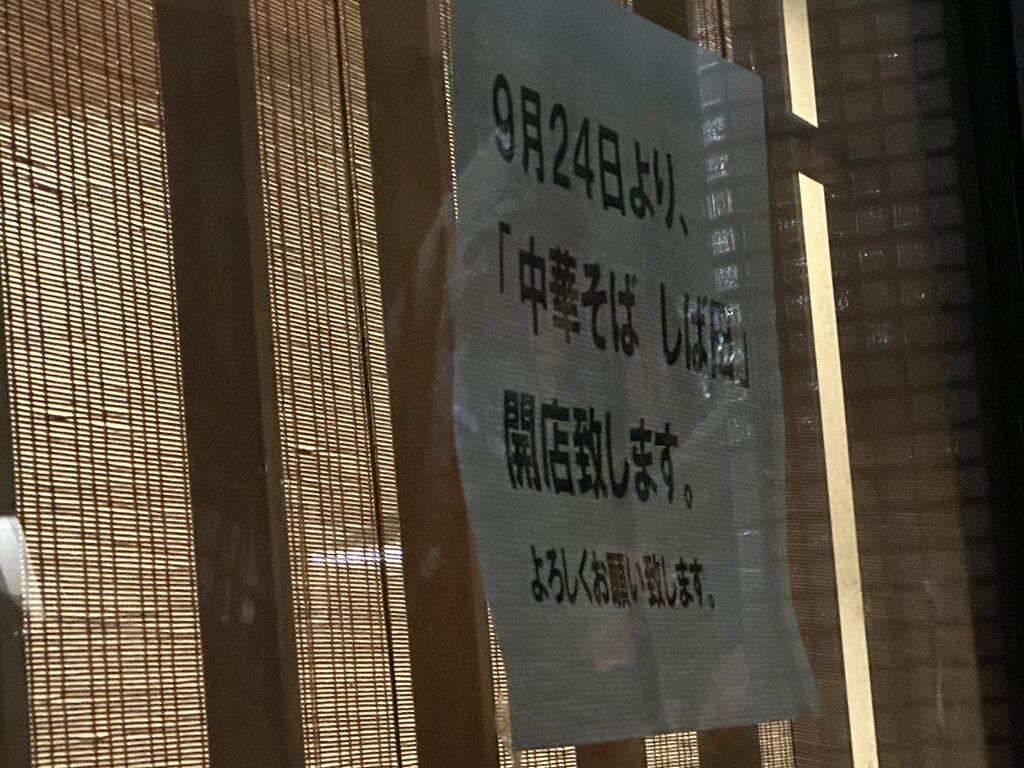 9月24日より、
「中華そば しば田」
開店致します。
よろしくお願い致します。